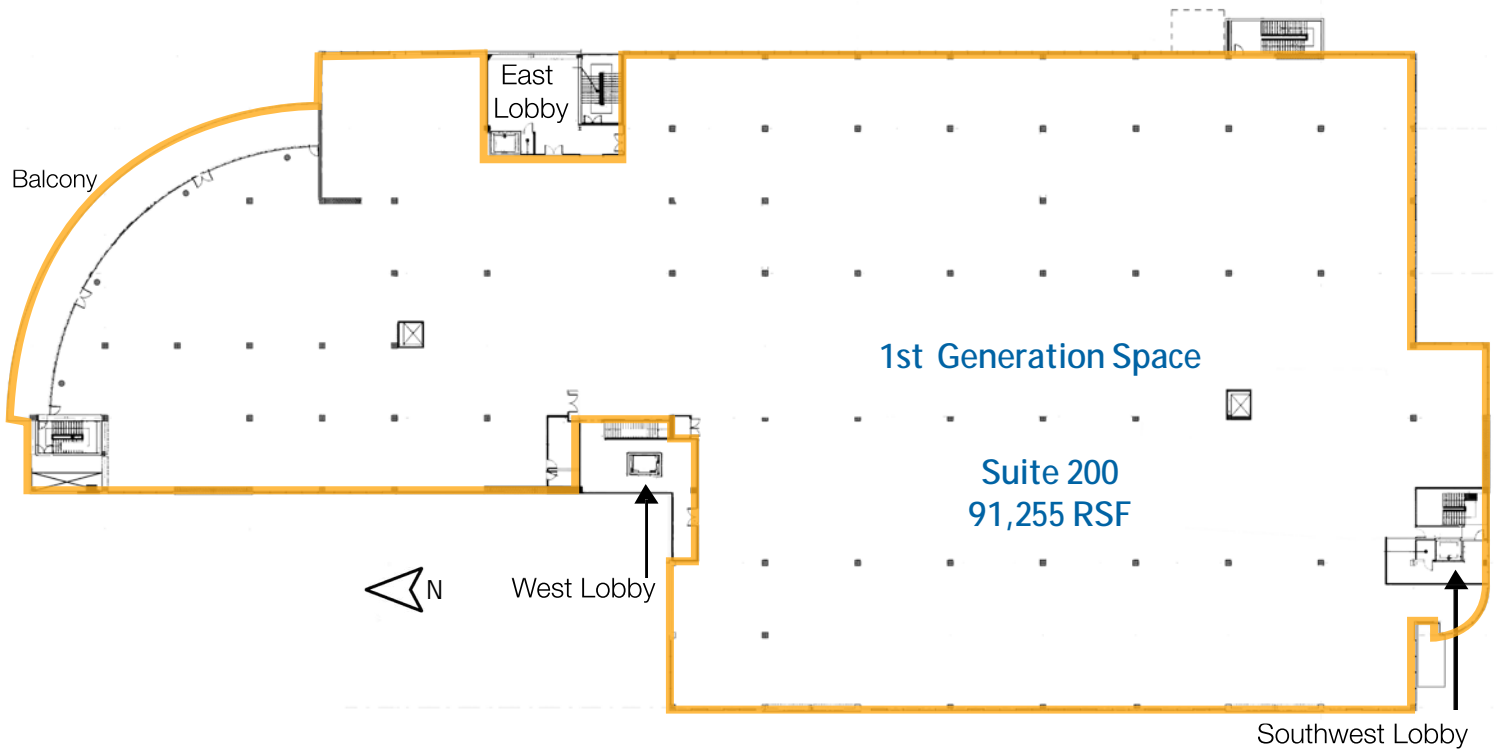 East
Lobby
Balcony
1st Generation Space
Suite 200
91,255 RSF
N
West Lobby
Southwest Lobby